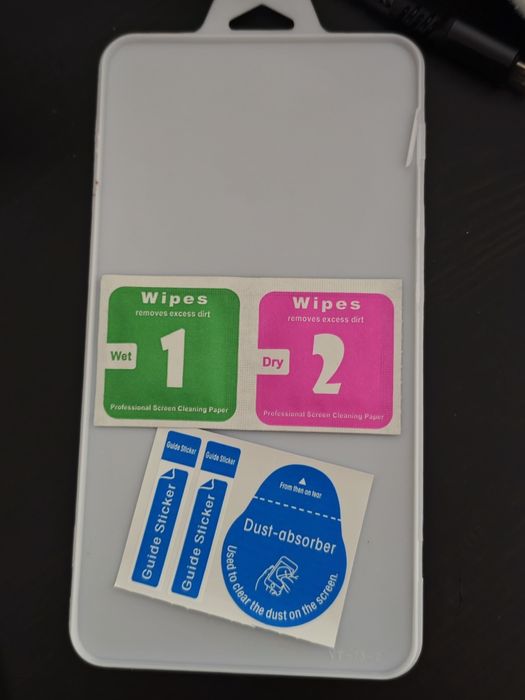 Wipes
removes excess dirt
Wet
1
Professional Screen Cleaning Paper
Wipes
removes excess dirt
Dry
2
Professional Screen Cleaning Paper
Guide Sticker
Guide Sticker
Guide Sticker
Guide Sticker
From then on tear
Dust-absorber
Used to clear the dust on the screen.